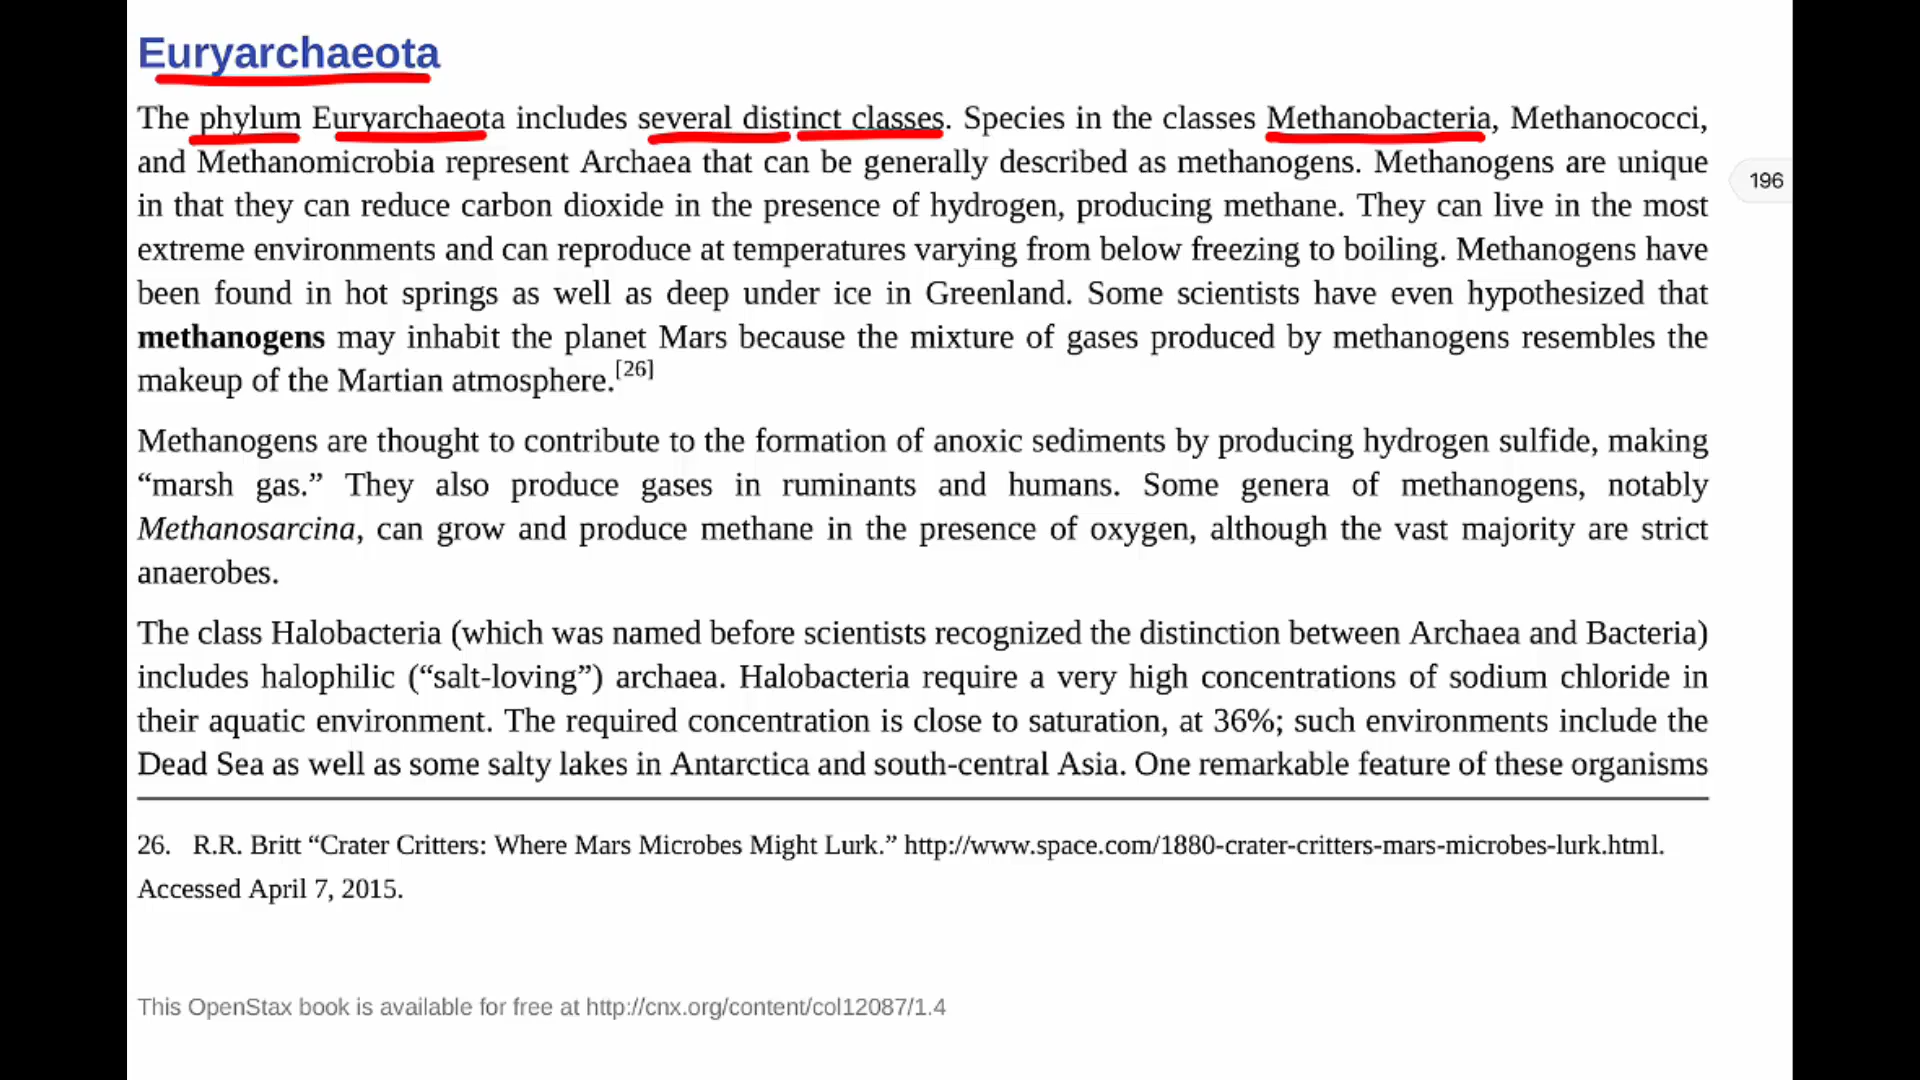 Euryarchaeota
The phylum Euryarchaeota includes several distinct classes. Species in the classes Methanobacteria, Methanococci,
and Methanomicrobia represent Archaea that can be generally described as methanogens. Methanogens are unique
in that they can reduce carbon dioxide in the presence of hydrogen, producing methane. They can live in the most
extreme environments and can reproduce at temperatures varying from below freezing to boiling. Methanogens have
been found in hot springs as well as deep under ice in Greenland. Some scientists have even hypothesized that
methanogens may inhabit the planet Mars because the mixture of gases produced by methanogens resembles the
makeup of the Martian atmosphere.[26]
Methanogens are thought to contribute to the formation of anoxic sediments by producing hydrogen sulfide, making
“marsh gas.” They also produce gases in ruminants and humans. Some genera of methanogens, notably
Methanosarcina, can grow and produce methane in the presence of oxygen, although the vast majority are strict
anaerobes.
The class Halobacteria (which was named before scientists recognized the distinction between Archaea and Bacteria)
includes halophilic (“salt-loving”) archaea. Halobacteria require a very high concentrations of sodium chloride in
their aquatic environment. The required concentration is close to saturation, at 36%; such environments include the
Dead Sea as well as some salty lakes in Antarctica and south-central Asia. One remarkable feature of these organisms
26. R.R. Britt “Crater Critters: Where Mars Microbes Might Lurk.” http://www.space.com/1880-crater-critters-mars-microbes-lurk.html.
Accessed April 7, 2015.
This OpenStax book is available for free at http://cnx.org/content/col12087/1.4
196